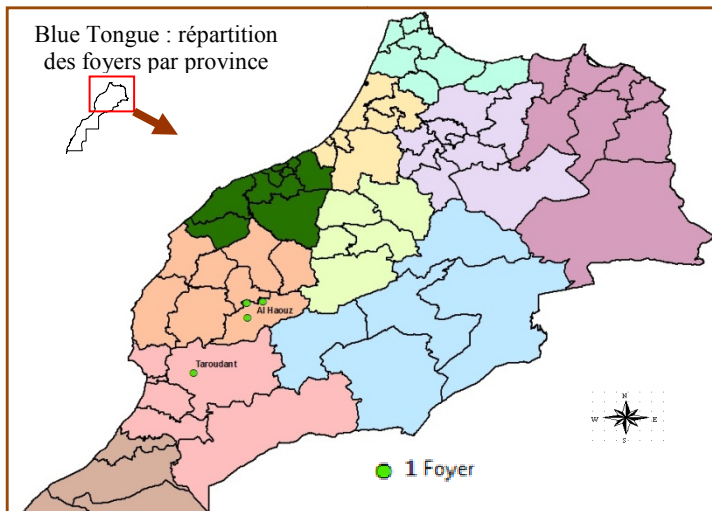 Blue Tongue : répartition
des foyers par province
Al Haouz
Taroudant
N
W
E
S
1 Foyer